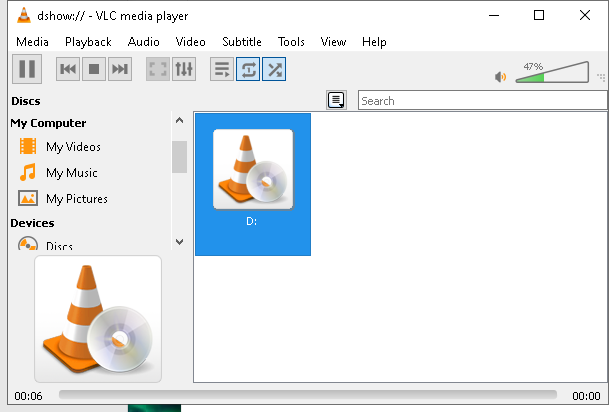 dshow:// - VLC media player
Media Playback Audio Video Subtitle Tools View Help
47%
Discs
Search
My Computer
My Videos
My Music
My Pictures
Devices
Discs
D:
00:06 00:00